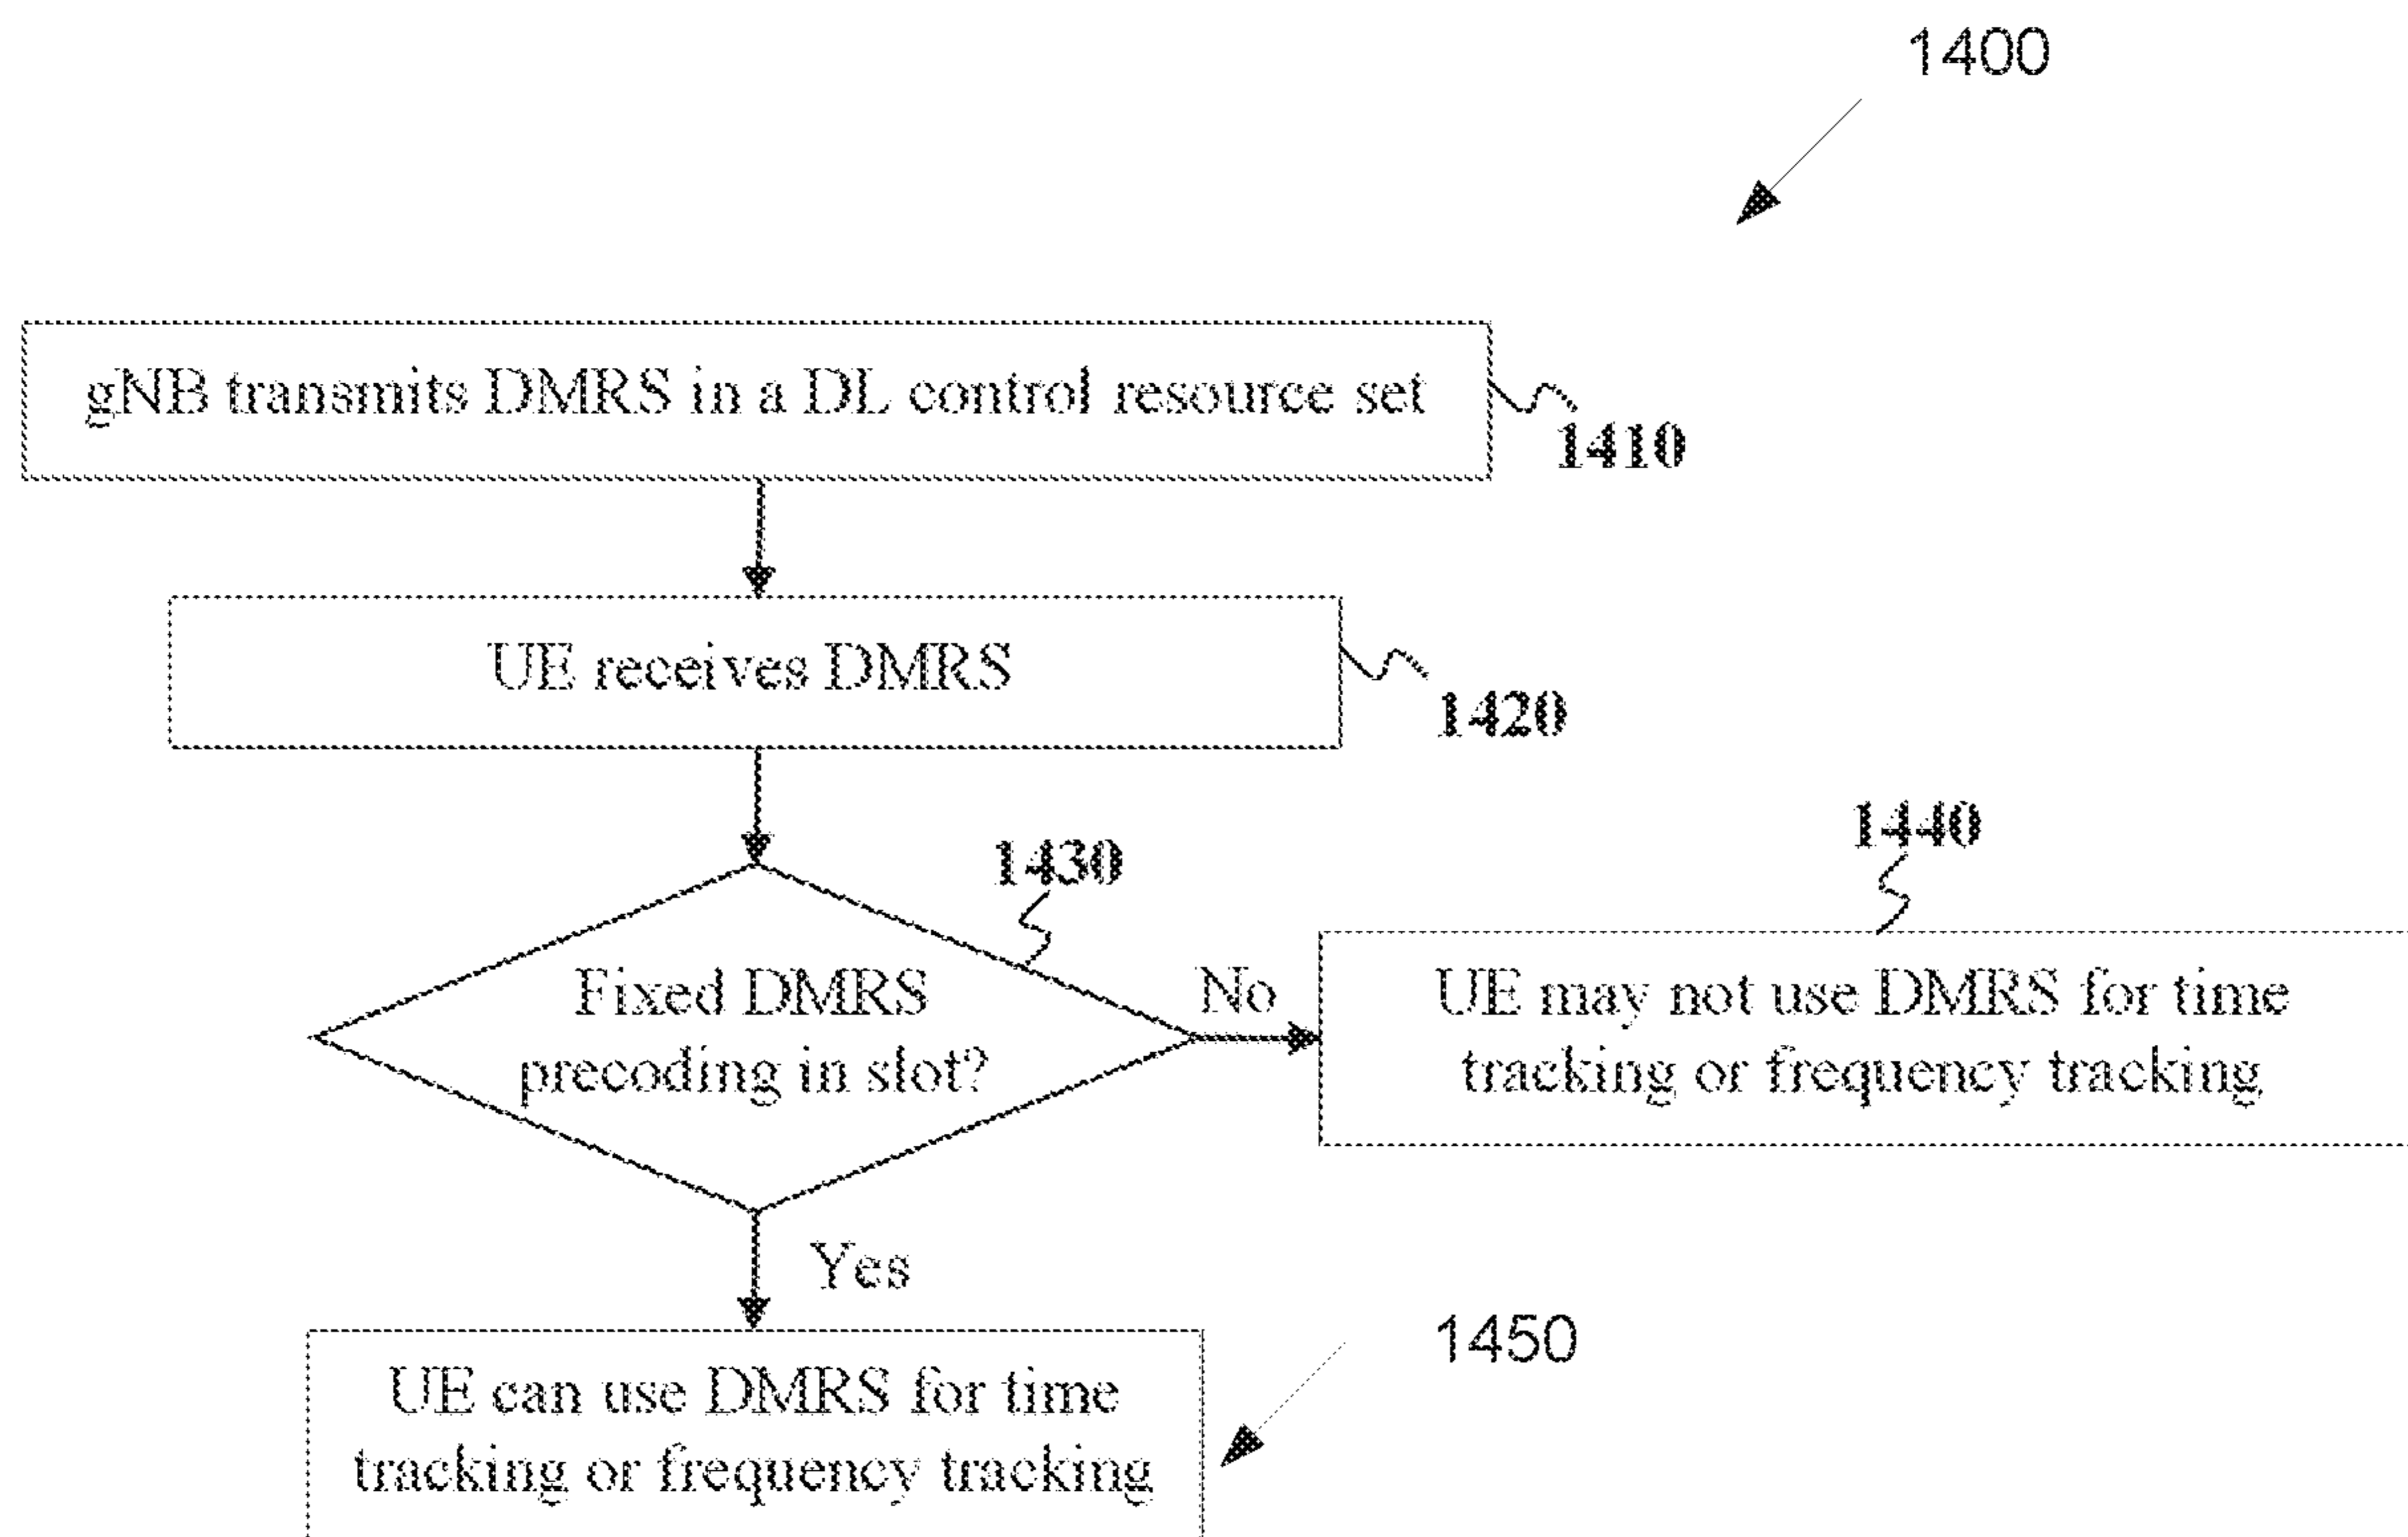 1400
gNB transmits DMRS in a DL control resource set
1410
UE receives DMRS
1420
1430
1440
Fixed DMRS
precoding in slot?
No
UE may not use DMRS for time
tracking or frequency tracking
Yes
1450
UE can use DMRS for time
tracking or frequency tracking